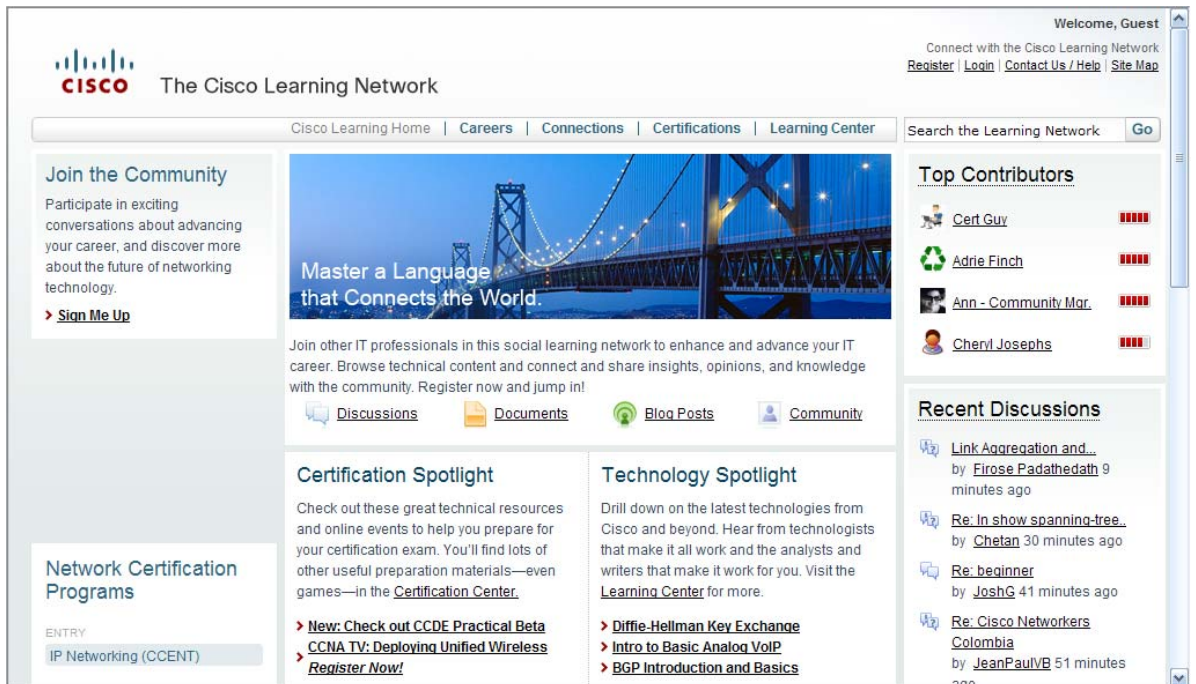 Welcome, Guest
Connect with the Cisco Learning Network
Register | Login | Contact Us / Help | Site Map
CISCO
The Cisco Learning Network
Cisco Learning Home | Careers | Connections | Certifications | Learning Center
Search the Learning Network
Go
Join the Community
Participate in exciting
conversations about advancing
your career, and discover more
about the future of networking
technology.
Sign Me Up
Master a Language
that Connects the World.
Join other IT professionals in this social learning network to enhance and advance your IT
career. Browse technical content and connect and share insights, opinions, and knowledge
with the community. Register now and jump in!
Discussions
Documents
Blog Posts
Community
Top Contributors
Cert Guy
Adrie Finch
Ann - Community Mgr.
Cheryl Josephs
Network Certification
Programs
ENTRY
IP Networking (CCENT)
Certification Spotlight
Check out these great technical resources
and online events to help you prepare for
your certification exam. You'll find lots of
other useful preparation materials—even
games—in the Certification Center.
New: Check out CCDE Practical Beta
CCNA TV: Deploying Unified Wireless
Register Now!
Technology Spotlight
Drill down on the latest technologies from
Cisco and beyond. Hear from technologists
that make it all work and the analysts and
writers that make it work for you. Visit the
Learning Center for more.
Diffie-Hellman Key Exchange
Intro to Basic Analog VoIP
BGP Introduction and Basics
Recent Discussions
Link Aggregation and...
by Firose Padathedath 9
minutes ago
Re: In show spanning-tree..
by Chetan 30 minutes ago
Re: beginner
by JoshG 41 minutes ago
Re: Cisco Networkers
Colombia
by JeanPaulVB 51 minutes
ago